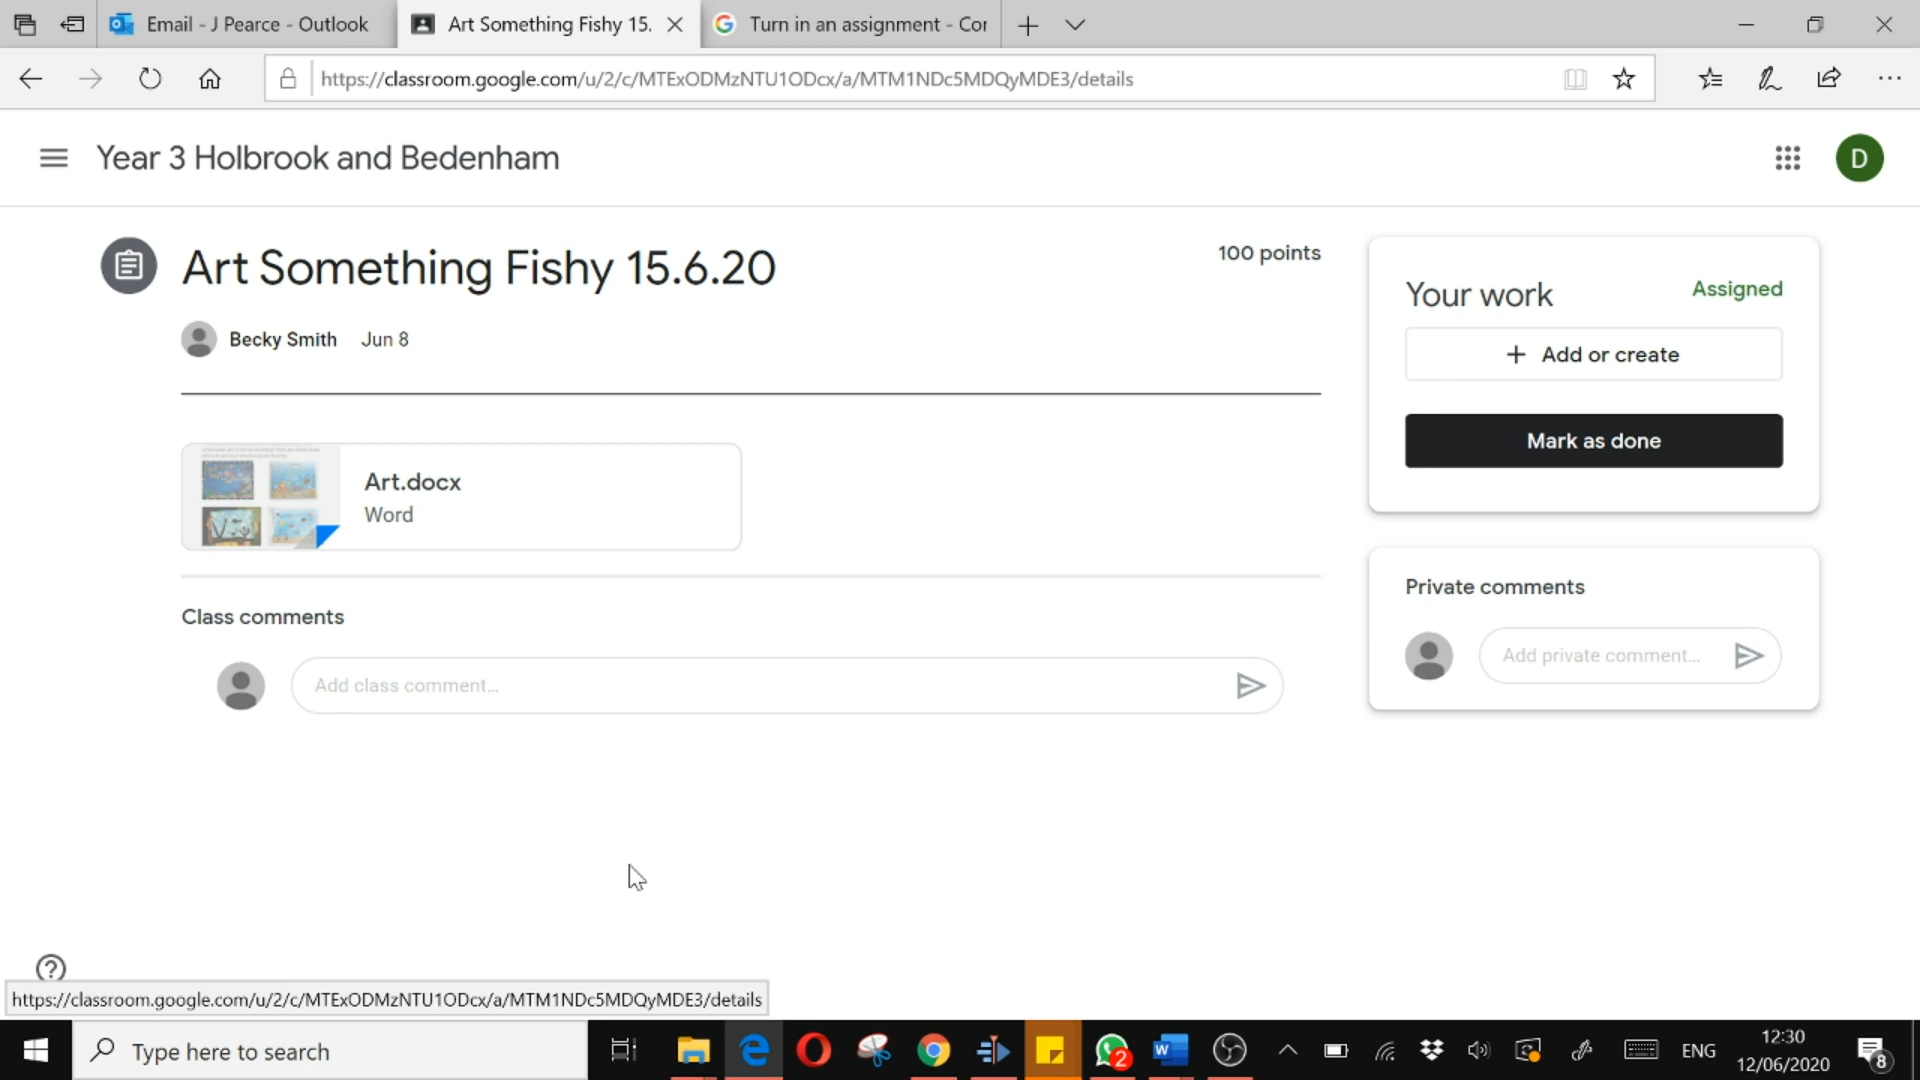 Email - J Pearce - Outlook
Art Something Fishy 15.
Turn in an assignment - Cor
https://classroom.google.com/u/2/c/MTExODMzNTU1ODcx/a/MTM1NDc5MDQyMDE3/details
Year 3 Holbrook and Bedenham
D
Art Something Fishy 15.6.20
100 points
Becky Smith Jun 8
Your work
Assigned
+ Add or create
Mark as done
Art.docx
Word
Class comments
Add class comment...
Private comments
Add private comment...
https://classroom.google.com/u/2/c/MTExODMzNTU1ODcx/a/MTM1NDc5MDQyMDE3/details
Type here to search
2
W
ENG
12:30
12/06/2020
8